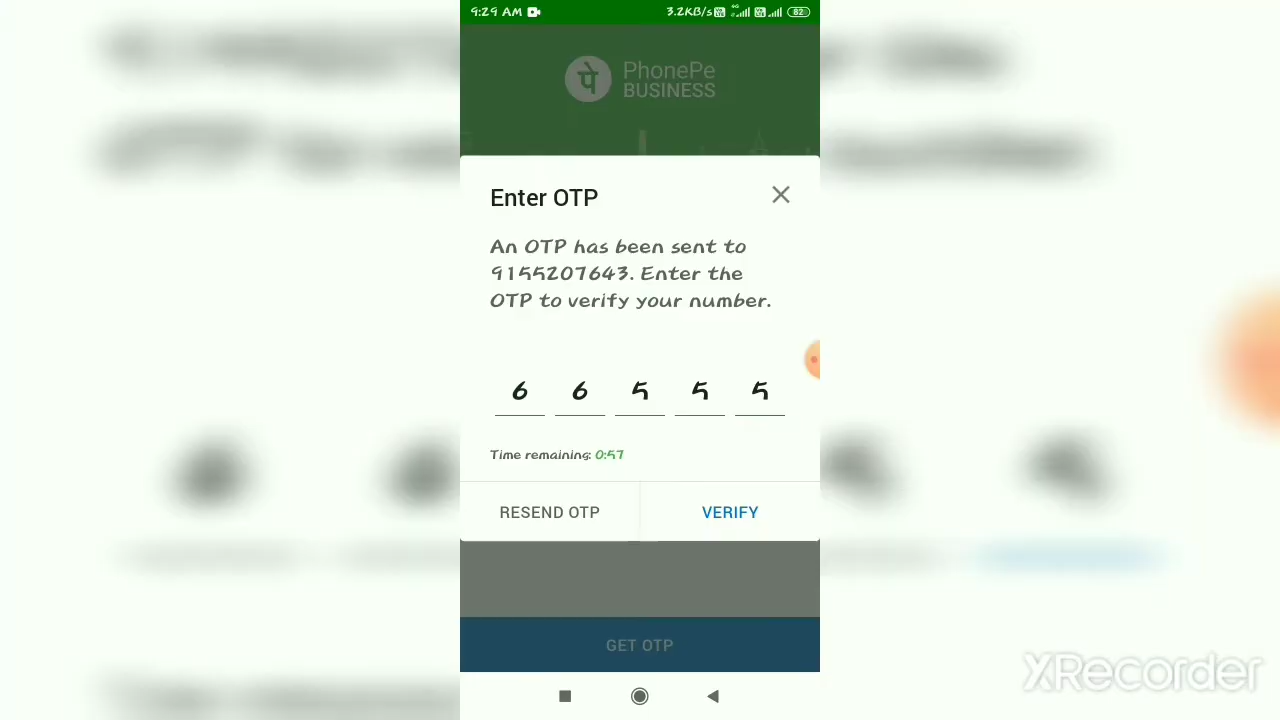 9:29 AM 3.2KB/s 4G 82
पे PhonePe
BUSINESS
Enter OTP
An OTP has been sent to
9155207643. Enter the
OTP to verify your number.
6 6 5 5 5
Time remaining: 0:57
RESEND OTP VERIFY
GET OTP
XRecorder